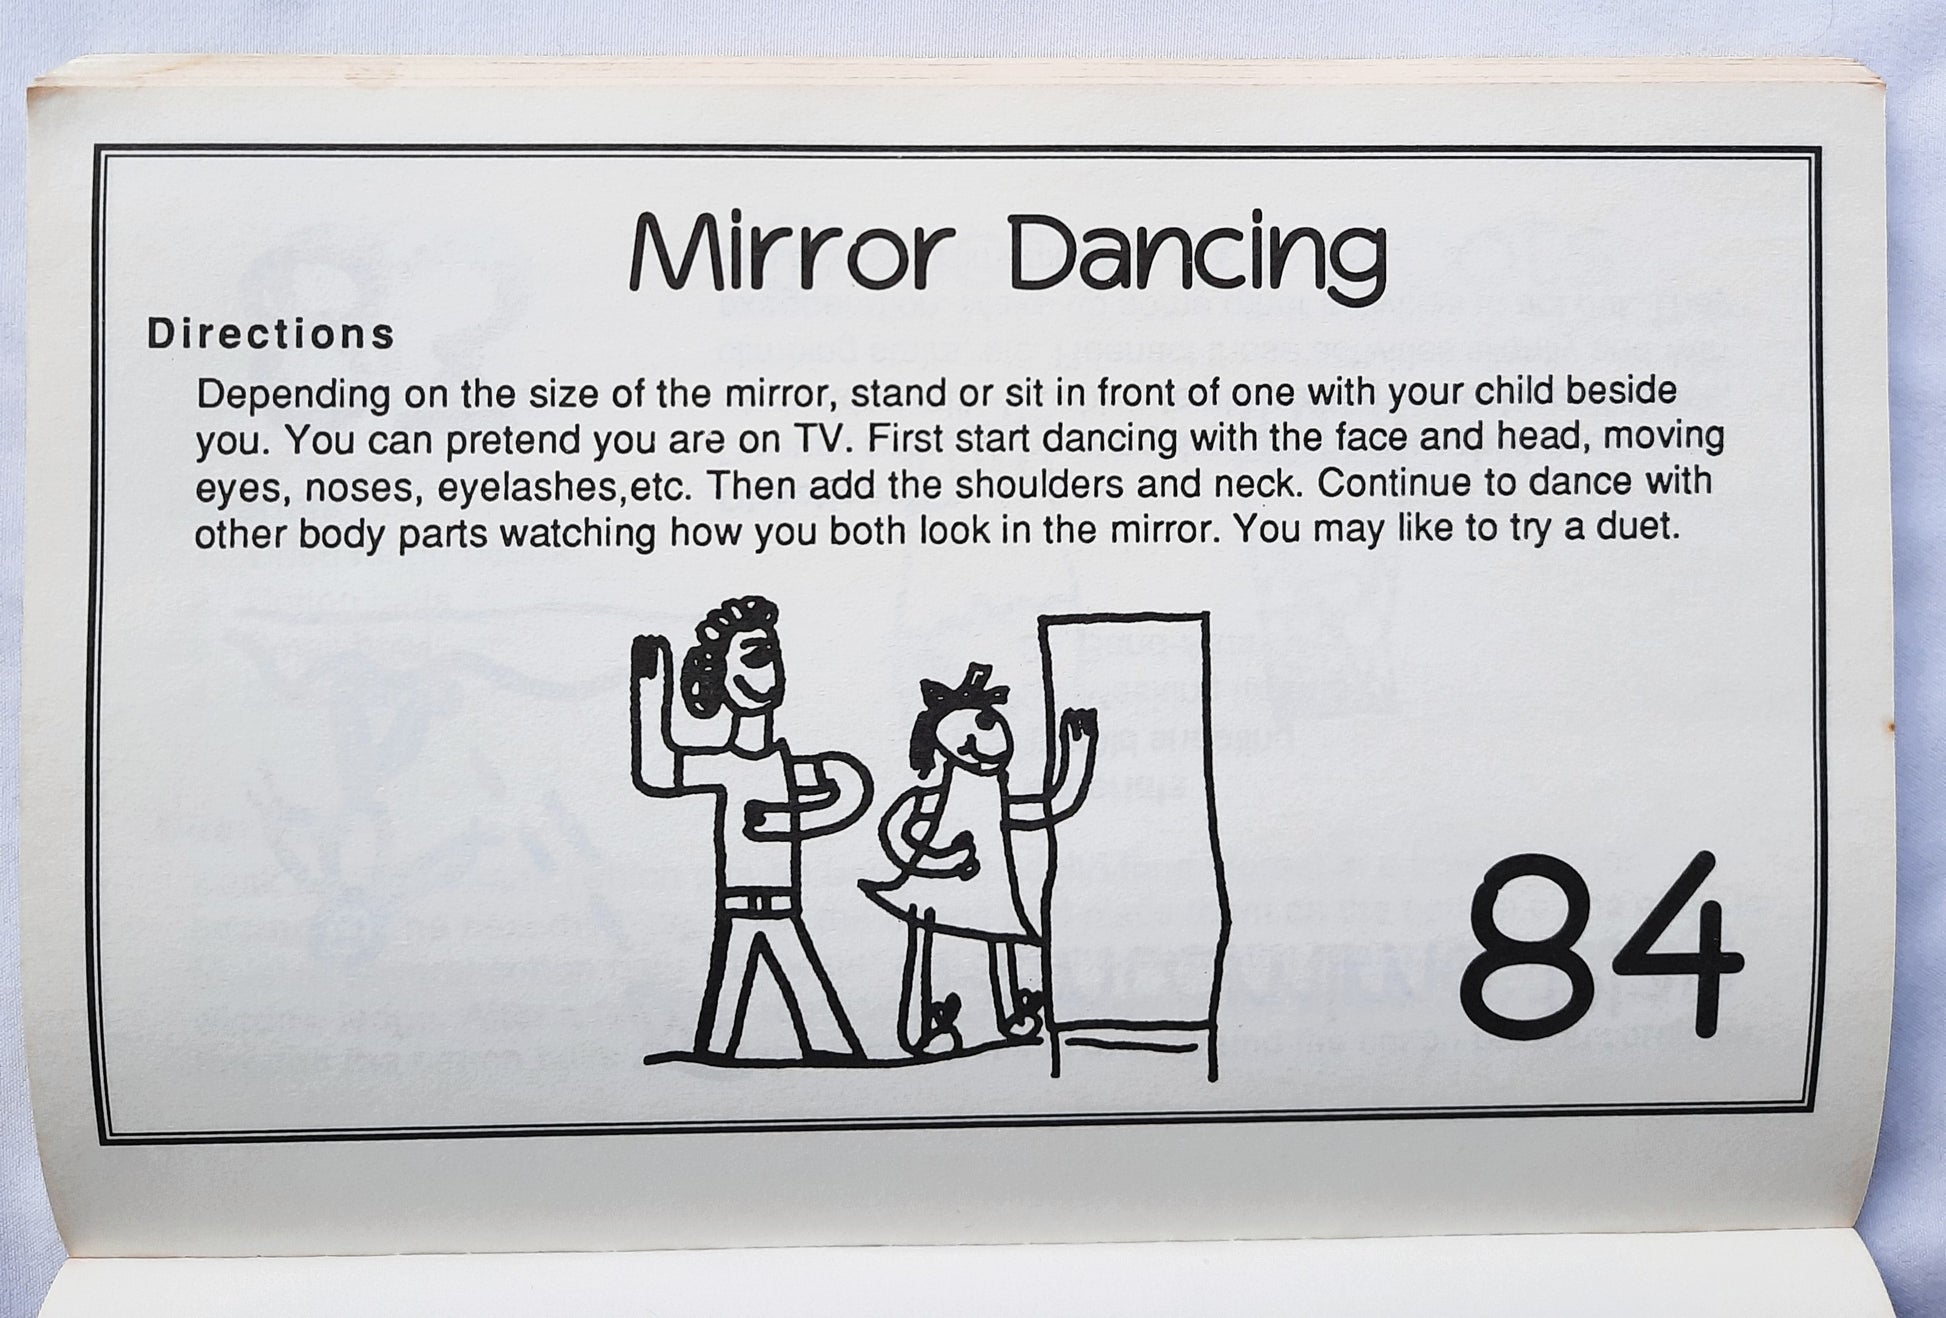 Mirror Dancing
Directions
Depending on the size of the mirror, stand or sit in front of one with your child beside
you. You can pretend you are on TV. First start dancing with the face and head, moving
eyes, noses, eyelashes,etc. Then add the shoulders and neck. Continue to dance with
other body parts watching how you both look in the mirror. You may like to try a duet.
84